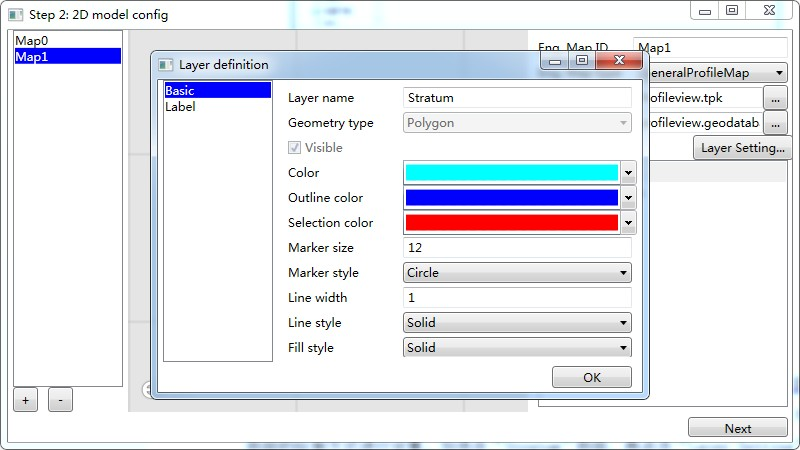 Step 2: 2D model config
Map0
Map1
Eng. Map ID
Map1
eneralProfileMap
ofileview.tpk
...
ofileview.geodatab
...
Layer Setting...
Layer definition
Basic
Label
Layer name
Stratum
Geometry type
Polygon
Visible
Color
Outline color
Selection color
Marker size
12
Marker style
Circle
Line width
1
Line style
Solid
Fill style
Solid
OK
+
-
Next